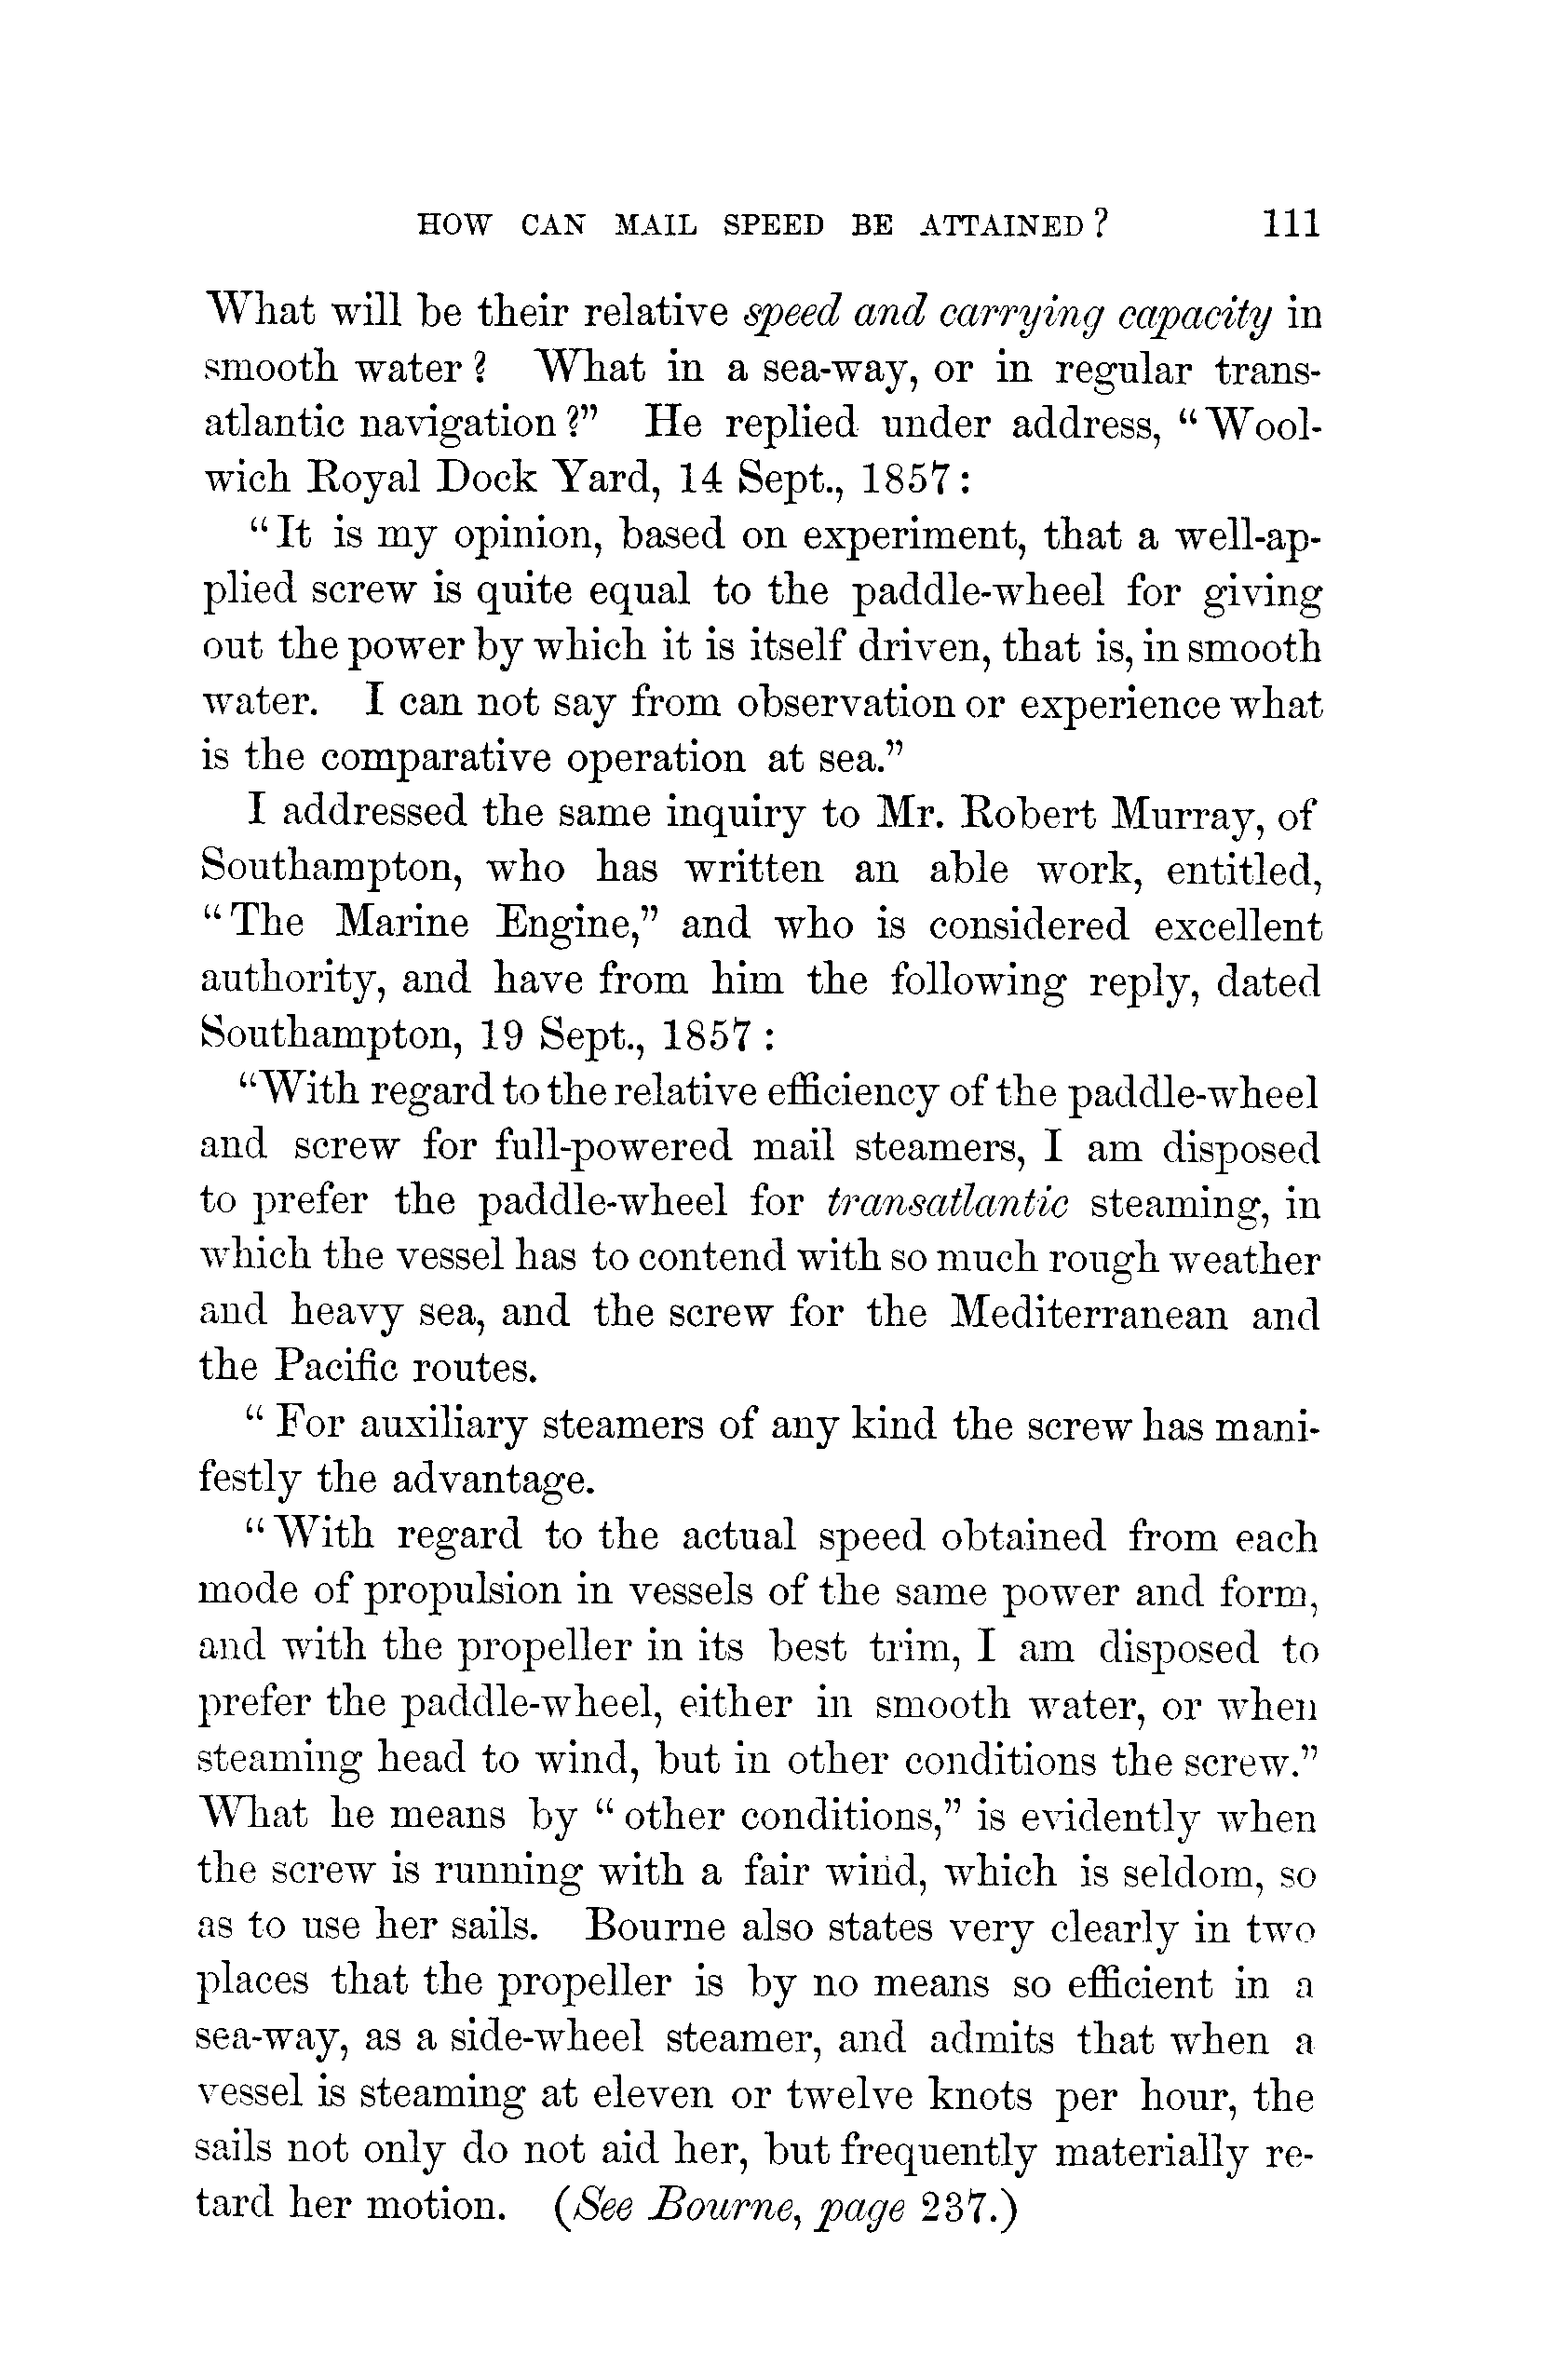 HOW CAN MAIL SPEED BE ATTAINED? 111
What will be their relative speed and carrying capacity in
smooth water? What in a sea-way, or in regular trans-
atlantic navigation?” He replied under address, “Wool-
wich Royal Dock Yard, 14 Sept., 1857:
“It is my opinion, based on experiment, that a well-ap-
plied screw is quite equal to the paddle-wheel for giving
out the power by which it is itself driven, that is, in smooth
water. I can not say from observation or experience what
is the comparative operation at sea.”
I addressed the same inquiry to Mr. Robert Murray, of
Southampton, who has written an able work, entitled,
“The Marine Engine,” and who is considered excellent
authority, and have from him the following reply, dated
Southampton, 19 Sept., 1857:
“With regard to the relative efficiency of the paddle-wheel
and screw for full-powered mail steamers, I am disposed
to prefer the paddle-wheel for transatlantic steaming, in
which the vessel has to contend with so much rough weather
and heavy sea, and the screw for the Mediterranean and
the Pacific routes.
“For auxiliary steamers of any kind the screw has mani-
festly the advantage.
“With regard to the actual speed obtained from each
mode of propulsion in vessels of the same power and form,
and with the propeller in its best trim, I am disposed to
prefer the paddle-wheel, either in smooth water, or when
steaming head to wind, but in other conditions the screw.”
What he means by “other conditions,” is evidently when
the screw is running with a fair wind, which is seldom, so
as to use her sails. Bourne also states very clearly in two
places that the propeller is by no means so efficient in a
sea-way, as a side-wheel steamer, and admits that when a
vessel is steaming at eleven or twelve knots per hour, the
sails not only do not aid her, but frequently materially re-
tard her motion. (See Bourne, page 237.)